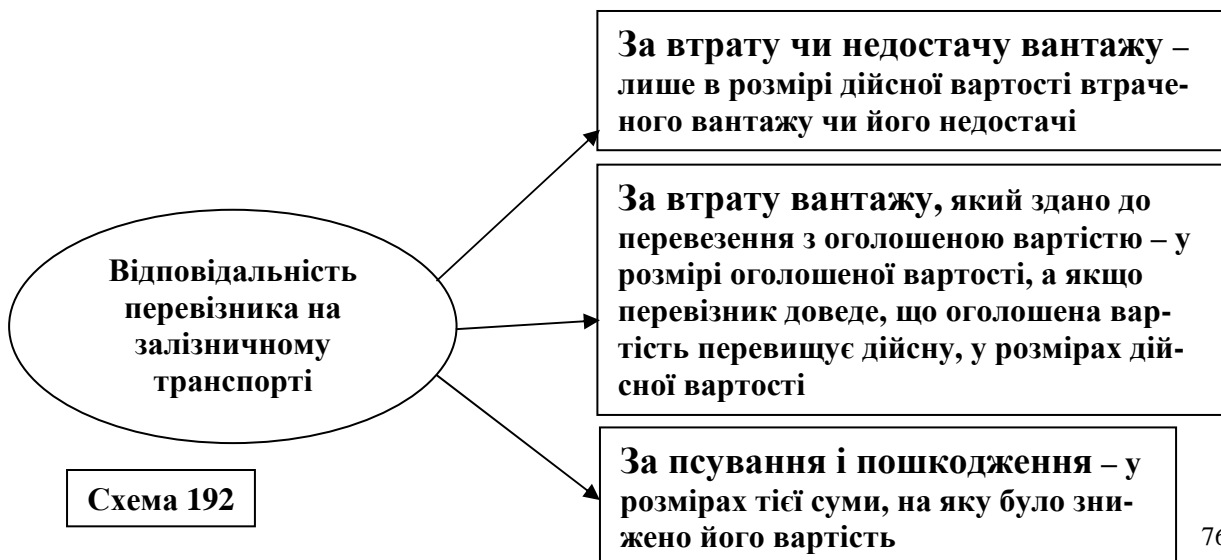 За втрату чи недостачу вантажу –
лише в розмірі дійсної вартості втраче-
ного вантажу чи його недостачі
За втрату вантажу, який здано до
перевезення з оголошеною вартістю – у
розмірі оголошеної вартості, а якщо
перевізник доведе, що оголошена вар-
тість перевищує дійсну, у розмірах дій-
сної вартості
Відповідальність
перевізника на
залізничному
транспорті
За псування і пошкодження – у
розмірах тієї суми, на яку було зни-
жено його вартість
Схема 192
76